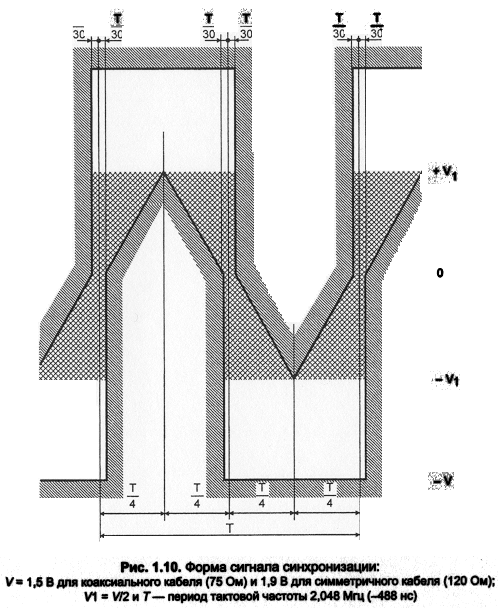 T T T T T
30 30 30 30 30 30
+V1
0
–V1
–V
T T T T
4 4 4 4
T
Рис. 1.10. Форма сигнала синхронизации:
V = 1,5 В для коаксиального кабеля (75 Ом) и 1,9 В для симметричного кабеля (120 Ом);
V1 = V/2 и T — период тактовой частоты 2,048 Мгц (~488 нс)